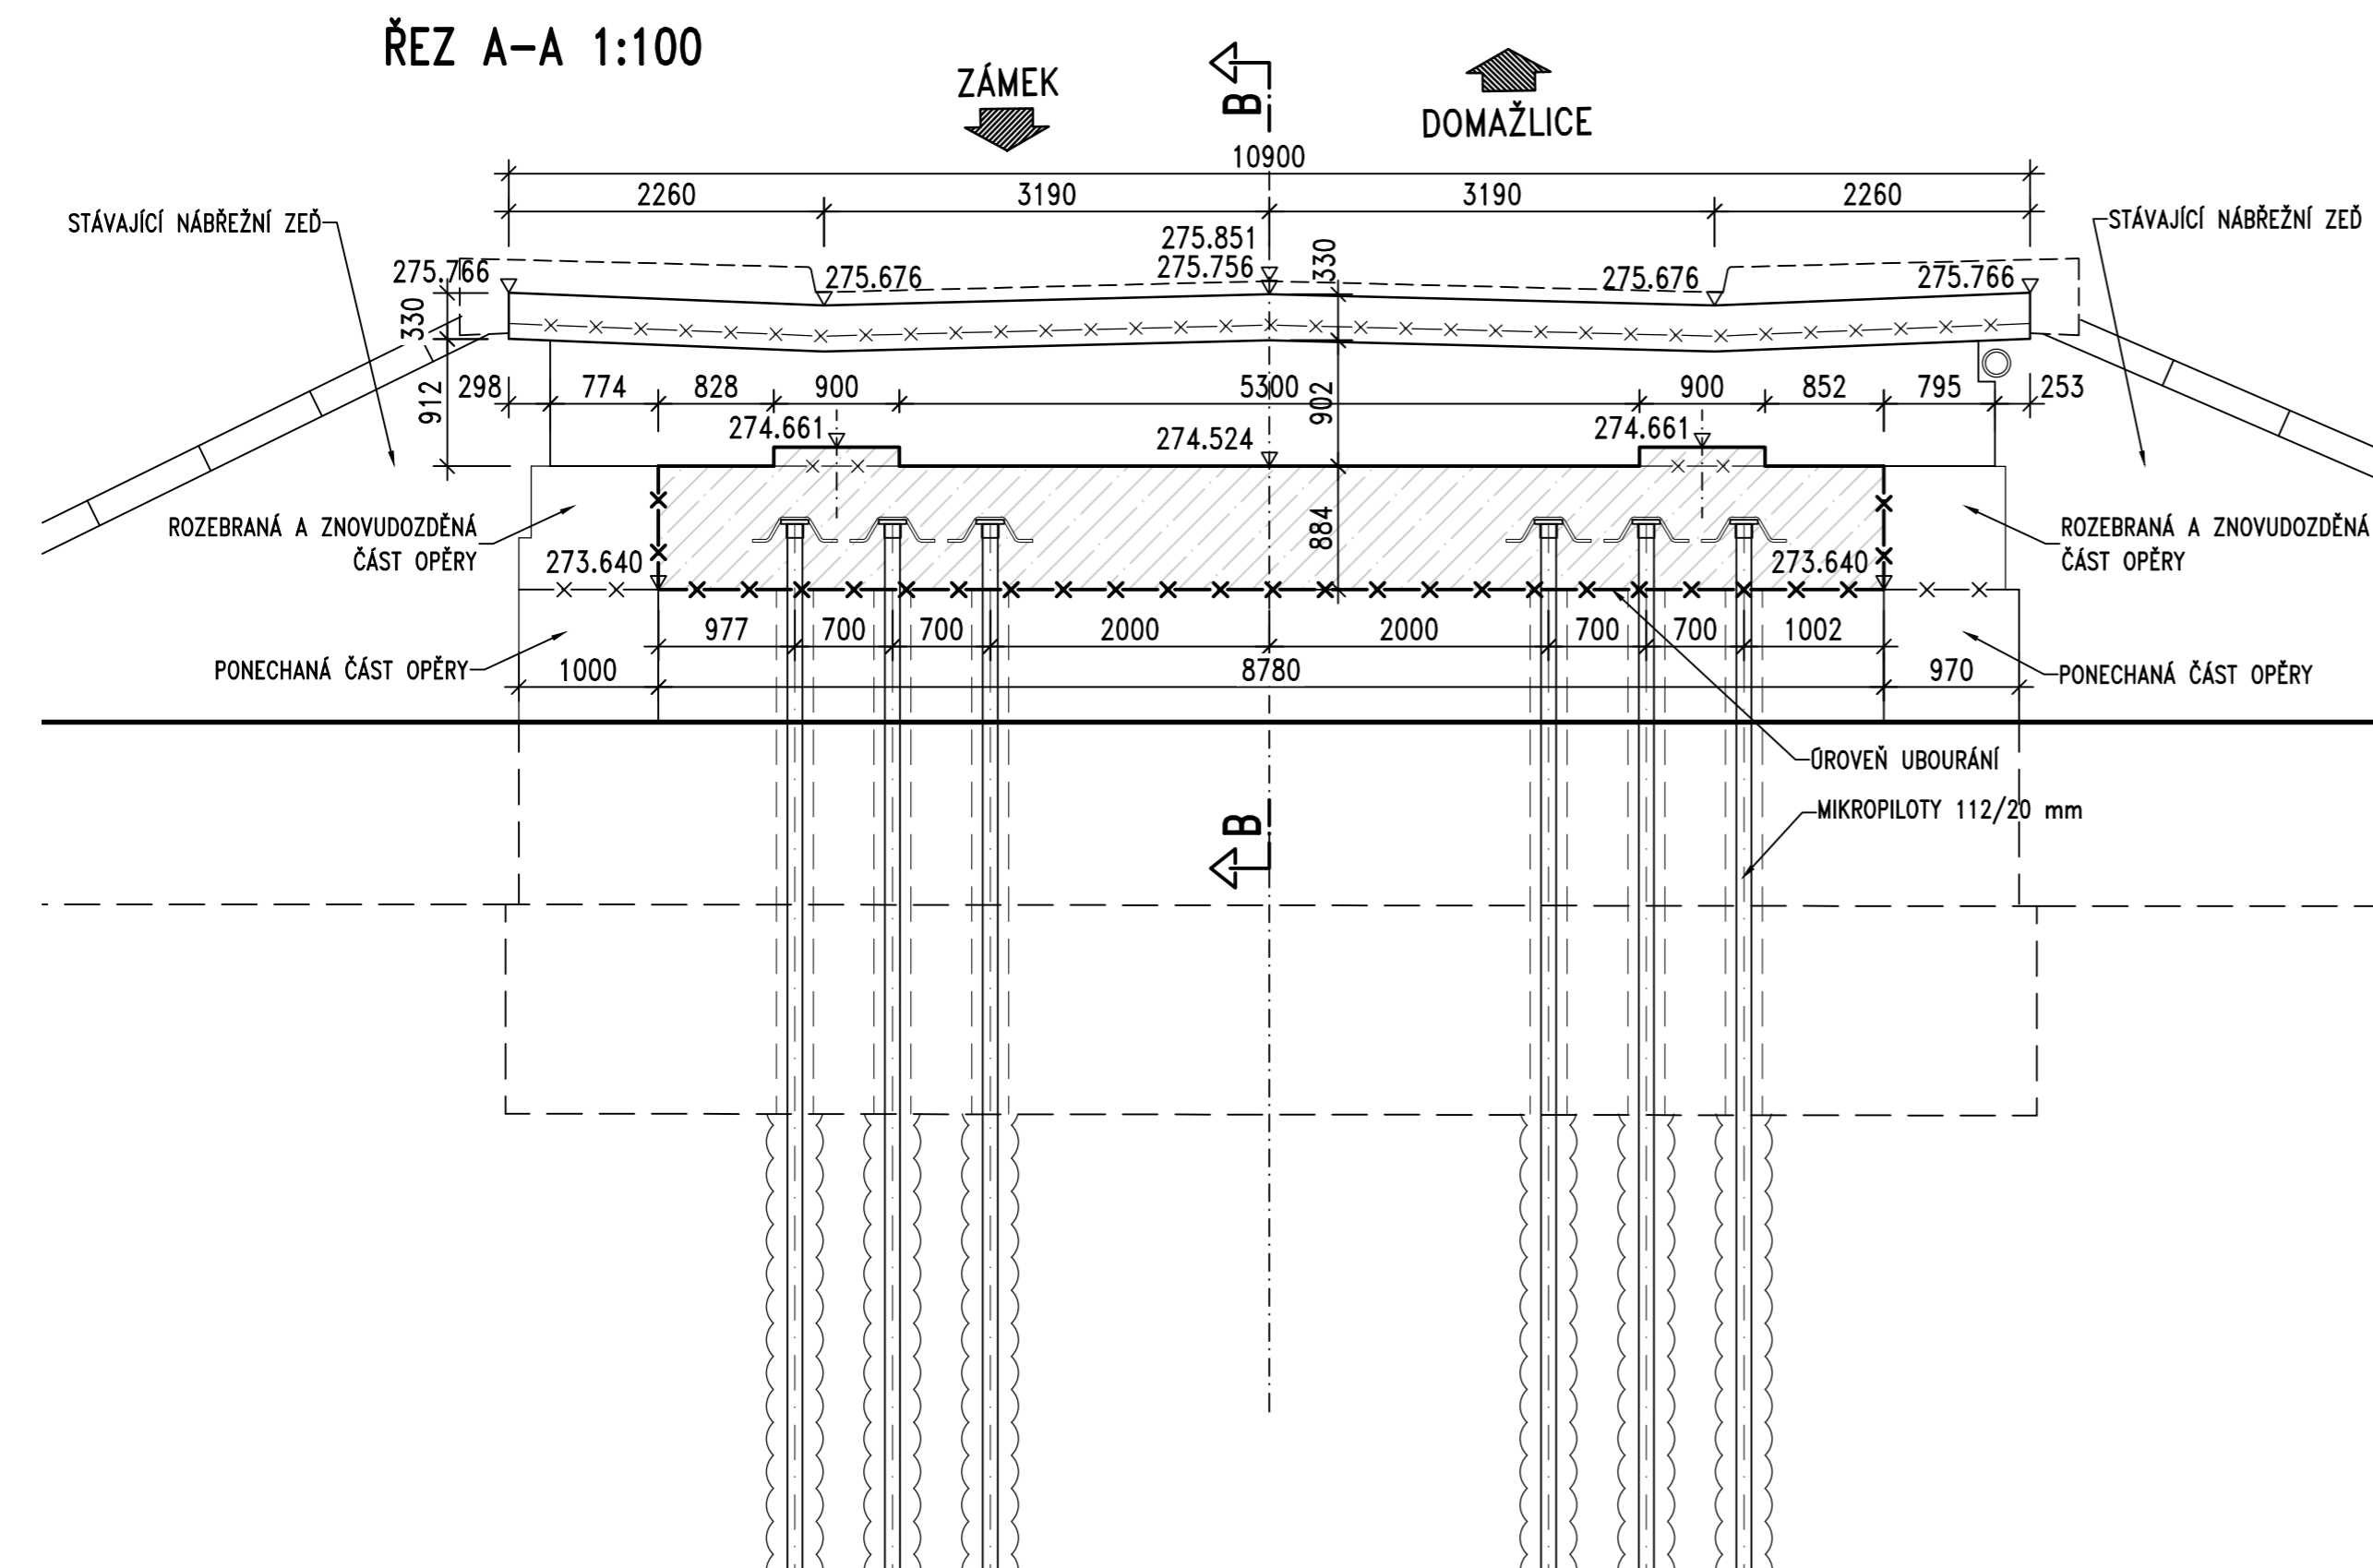 ŘEZ A-A 1:100
ZÁMEK
B
DOMAŽLICE
10900
2260
3190
3190
2260
STÁVAJÍCÍ NÁBŘEŽNÍ ZEĎ
STÁVAJÍCÍ NÁBŘEŽNÍ ZEĎ
275.851
275.766
275.676
275.756
330
275.676
275.766
330
912
298
774
828
900
5300
902
900
852
795
253
274.661
274.524
274.661
ROZEBRANÁ A ZNOVUDOZDĚNÁ
ČÁST OPĚRY
884
ROZEBRANÁ A ZNOVUDOZDĚNÁ
ČÁST OPĚRY
273.640
273.640
977
700
700
2000
2000
700
700
1002
PONECHANÁ ČÁST OPĚRY
1000
8780
970
PONECHANÁ ČÁST OPĚRY
ÚROVEŇ UBOURÁNÍ
MIKROPILOTY 112/20 mm
B